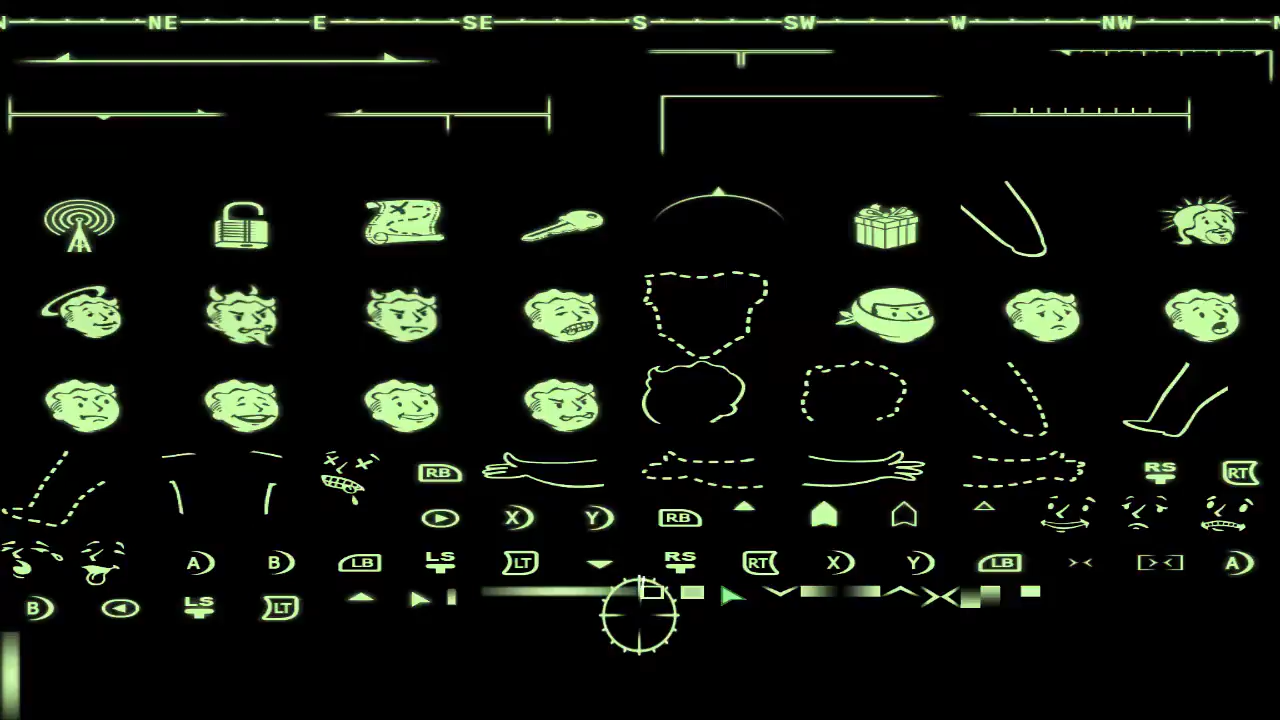 N NE E SE S SW W NW N
RB RS RT
X Y RB
A B LB LS LT RS RT X Y LB A
B LS LT